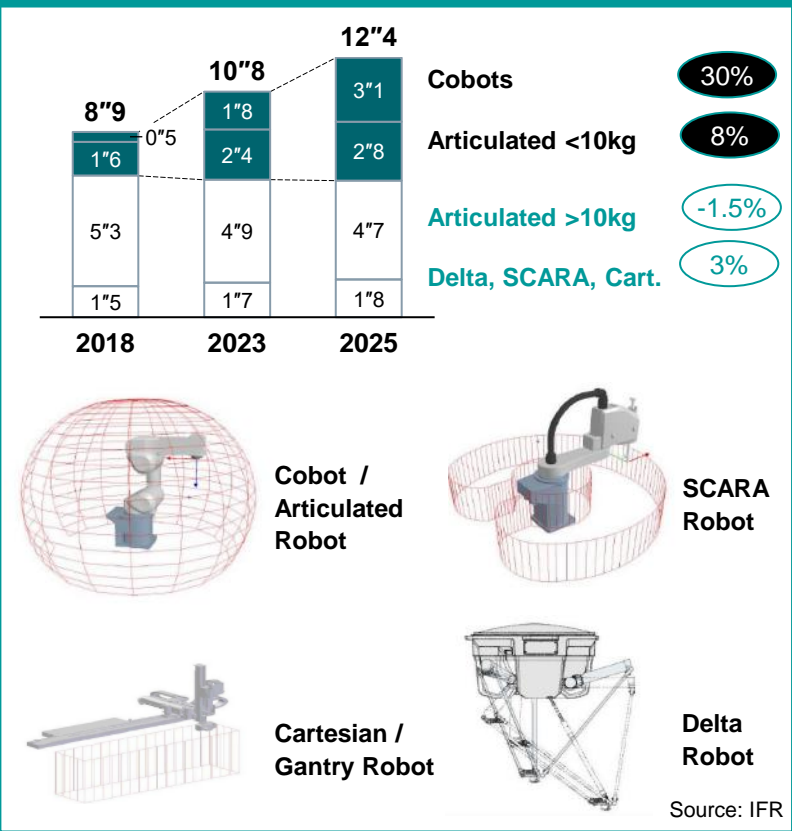 12″4
10″8
8″9
0″5
1″6
5″3
1″5
1″8
2″4
4″9
1″7
3″1
2″8
4″7
1″8
2018
2023
2025
Cobots
30%
Articulated <10kg
8%
Articulated >10kg
-1.5%
Delta, SCARA, Cart.
3%
Cobot /
Articulated
Robot
SCARA
Robot
Cartesian /
Gantry Robot
Delta
Robot
Source: IFR